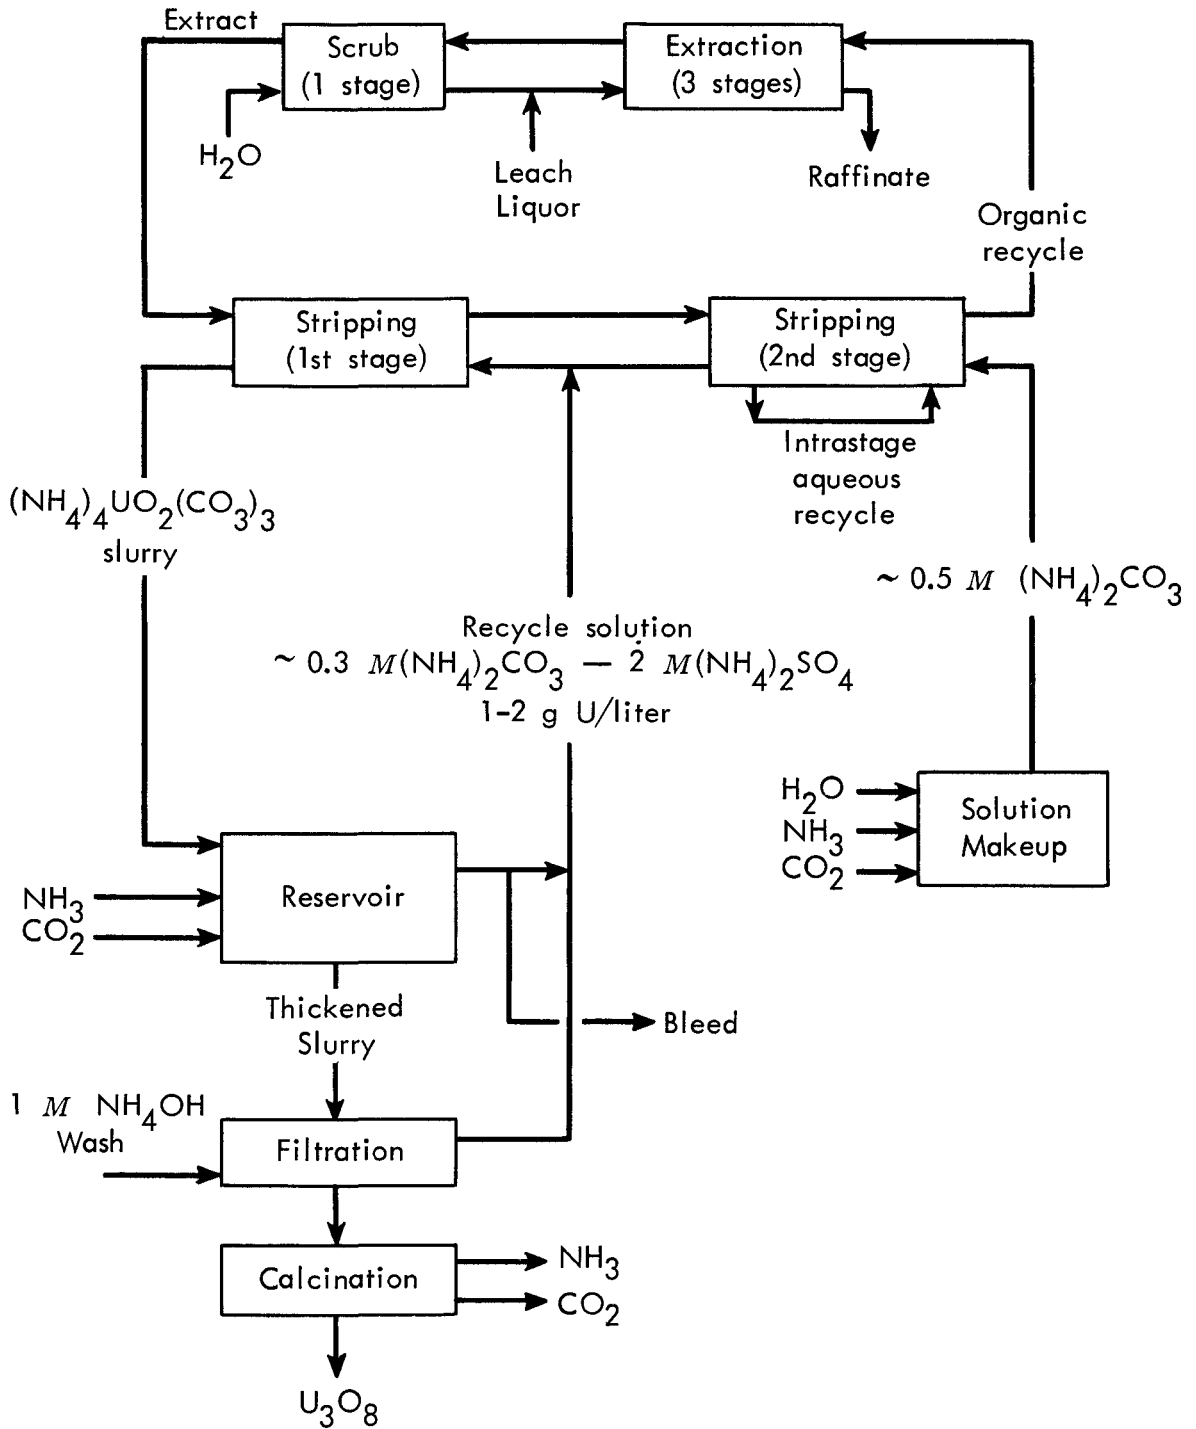 Extract
Scrub
(1 stage)
Extraction
(3 stages)
H2O
Leach
Liquor
Raffinate
Organic
recycle
Stripping
(1st stage)
Stripping
(2nd stage)
Intrastage
aqueous
recycle
(NH4)4UO2(CO3)3
slurry
~ 0.5 M (NH4)2CO3
Recycle solution
~ 0.3 M(NH4)2CO3 — 2 M(NH4)2SO4
1-2 g U/liter
H2O
NH3
CO2
Solution
Makeup
NH3
CO2
Reservoir
Thickened
Slurry
Bleed
1 M NH4OH
Wash
Filtration
Calcination
NH3
CO2
U3O8